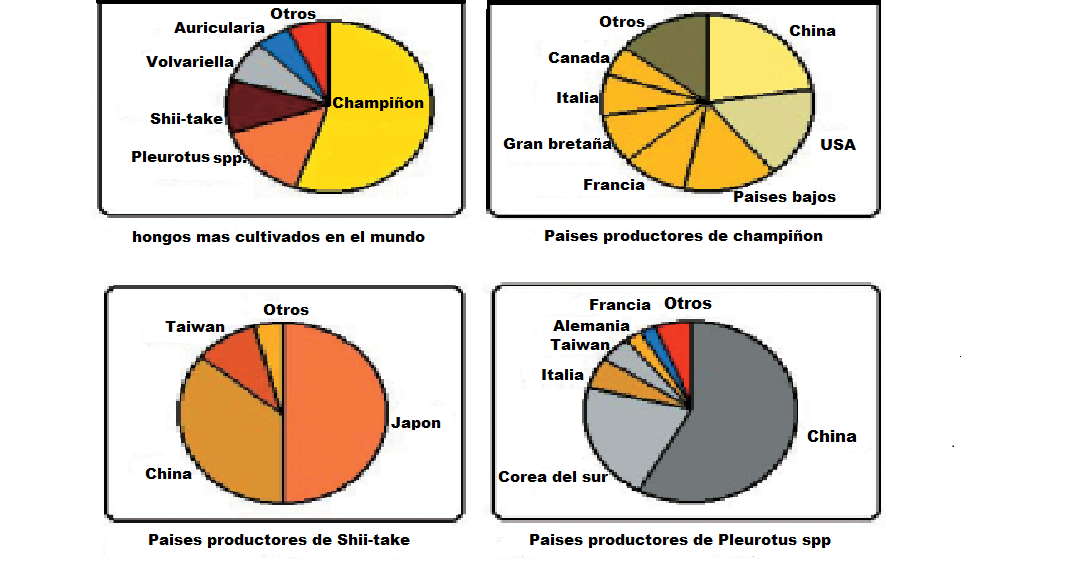 Otros
Auricularia
Volvariella
Champiñon
Shii-take
Pleurotus spp.
hongos mas cultivados en el mundo
Otros
China
Canada
Italia
Gran bretaña
USA
Francia
Paises bajos
Paises productores de champiñon
Otros
Taiwan
Japon
China
Paises productores de Shii-take
Francia Otros
Alemania
Taiwan
Italia
China
Corea del sur
Paises productores de Pleurotus spp